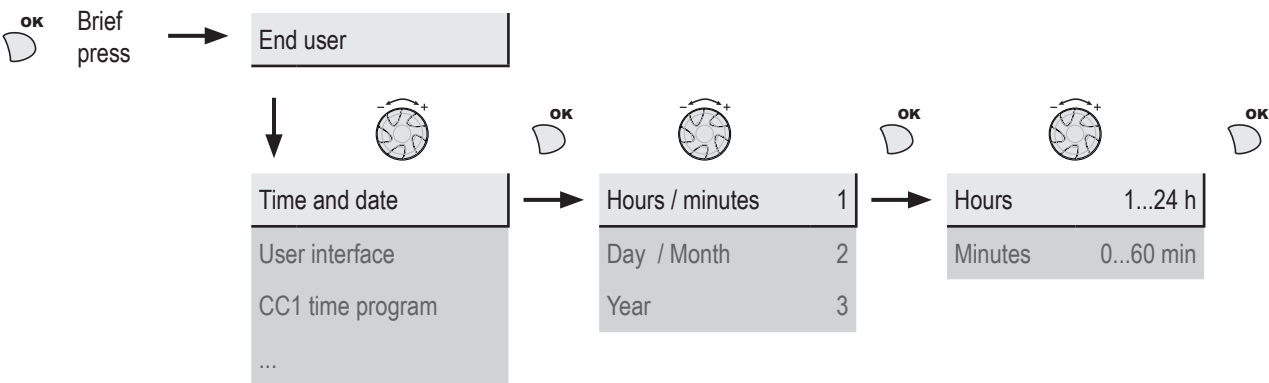 OK
Brief
press
End user
- +
OK
- +
OK
- +
OK
Time and date
User interface
CC1 time program
...
Hours / minutes 1
Day / Month 2
Year 3
Hours 1...24 h
Minutes 0...60 min